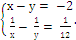 x − y = −2
1/x − 1/y = 1/12.